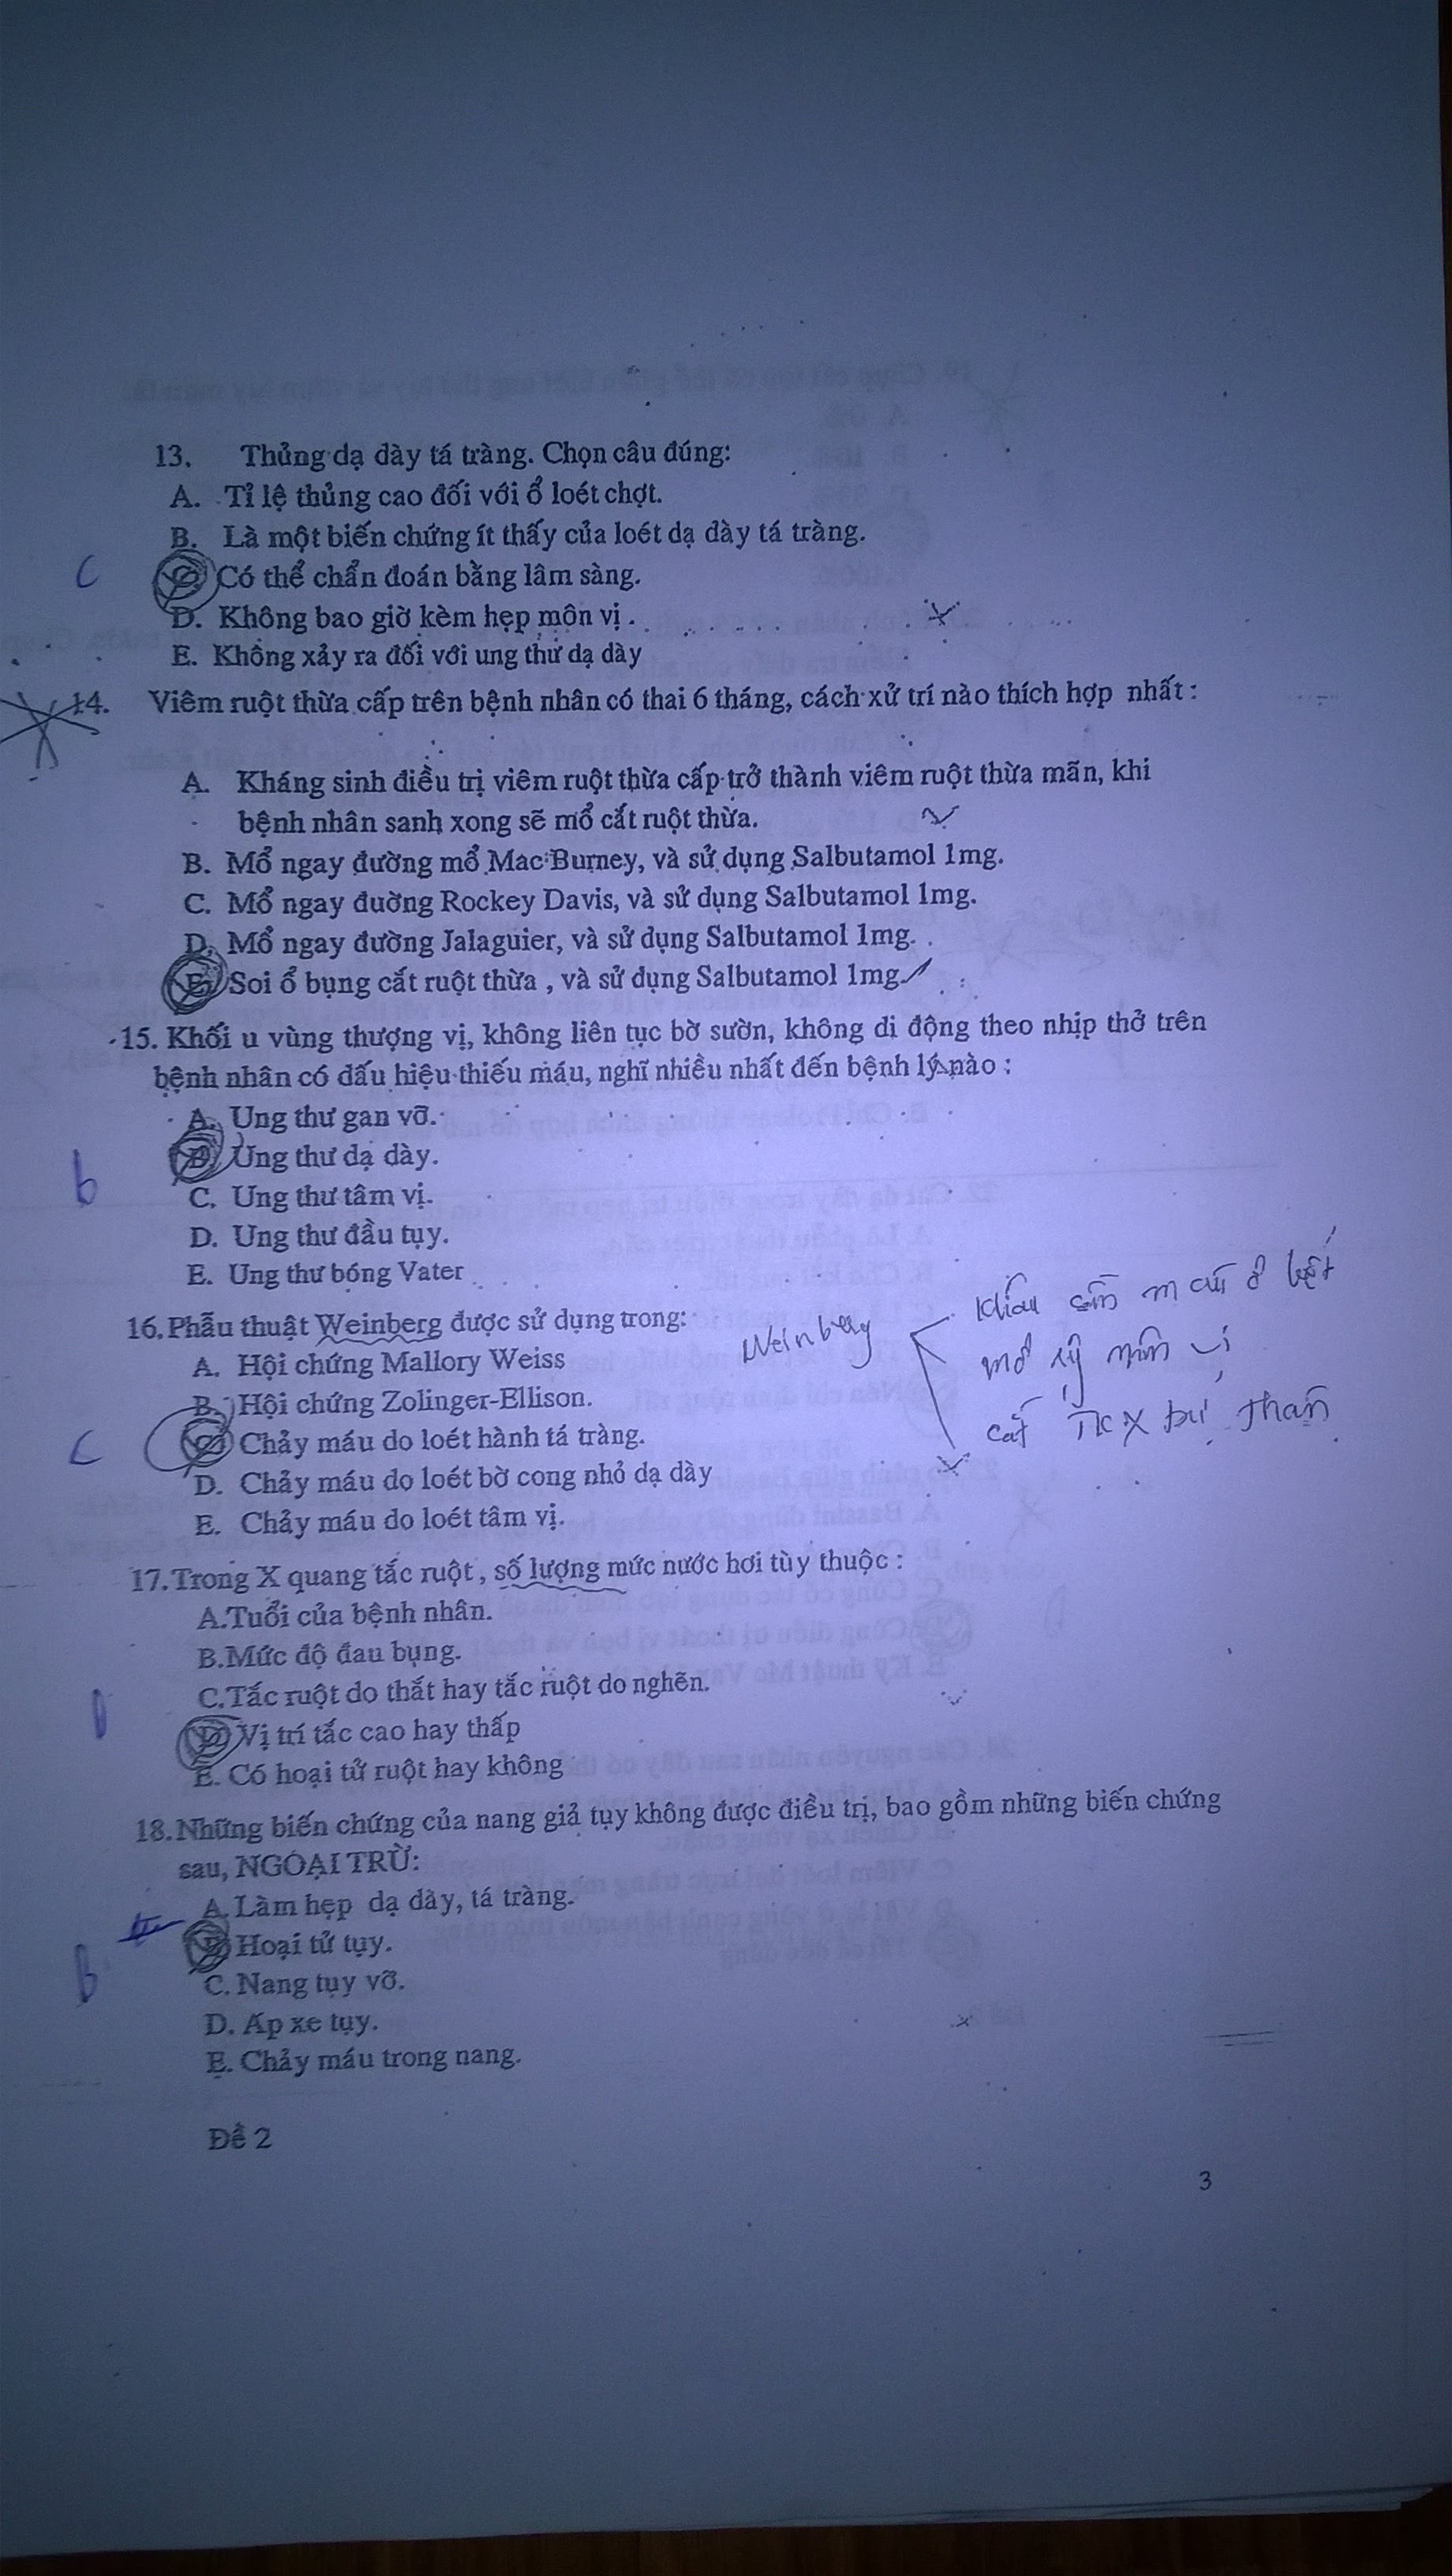 13. Thủng dạ dày tá tràng. Chọn câu đúng:
A. Tỉ lệ thủng cao đối với ổ loét chợt.
B. Là một biến chứng ít thấy của loét dạ dày tá tràng.
C C. Có thể chẩn đoán bằng lâm sàng.
D. Không bao giờ kèm hẹp môn vị.
E. Không xảy ra đối với ung thư dạ dày
14. Viêm ruột thừa cấp trên bệnh nhân có thai 6 tháng, cách xử trí nào thích hợp nhất :
A. Kháng sinh điều trị viêm ruột thừa cấp trở thành viêm ruột thừa mãn, khi
bệnh nhân sanh xong sẽ mổ cắt ruột thừa.
B. Mổ ngay đường mổ Mac Burney, và sử dụng Salbutamol 1mg.
C. Mổ ngay đường Rockey Davis, và sử dụng Salbutamol 1mg.
D. Mổ ngay đường Jalaguier, và sử dụng Salbutamol 1mg.
E. Soi ổ bụng cắt ruột thừa , và sử dụng Salbutamol 1mg.
15. Khối u vùng thượng vị, không liên tục bờ sườn, không di động theo nhịp thở trên
bệnh nhân có dấu hiệu thiếu máu, nghĩ nhiều nhất đến bệnh lý nào :
A. Ung thư gan vỡ.
b B. Ung thư dạ dày.
C. Ung thư tâm vị.
D. Ung thư đầu tụy.
E. Ung thư bóng Vater
16. Phẫu thuật Weinberg được sử dụng trong:
Weinberg
Khâu cầm máu ổ loét
mở rộng môn vị
cắt TK X 2 thân
A. Hội chứng Mallory Weiss
B. Hội chứng Zolinger-Ellison.
C C. Chảy máu do loét hành tá tràng.
D. Chảy máu do loét bờ cong nhỏ dạ dày
E. Chảy máu do loét tâm vị.
17. Trong X quang tắc ruột , số lượng mức nước hơi tùy thuộc :
A.Tuổi của bệnh nhân.
B.Mức độ đau bụng.
C.Tắc ruột do thắt hay tắc ruột do nghẽn.
D D. Vị trí tắc cao hay thấp
E. Có hoại tử ruột hay không
18. Những biến chứng của nang giả tụy không được điều trị, bao gồm những biến chứng
sau, NGOẠI TRỪ:
A. Làm hẹp dạ dày, tá tràng.
B B. Hoại tử tụy.
C. Nang tụy vỡ.
D. Áp xe tụy.
E. Chảy máu trong nang.
Đề 2
3